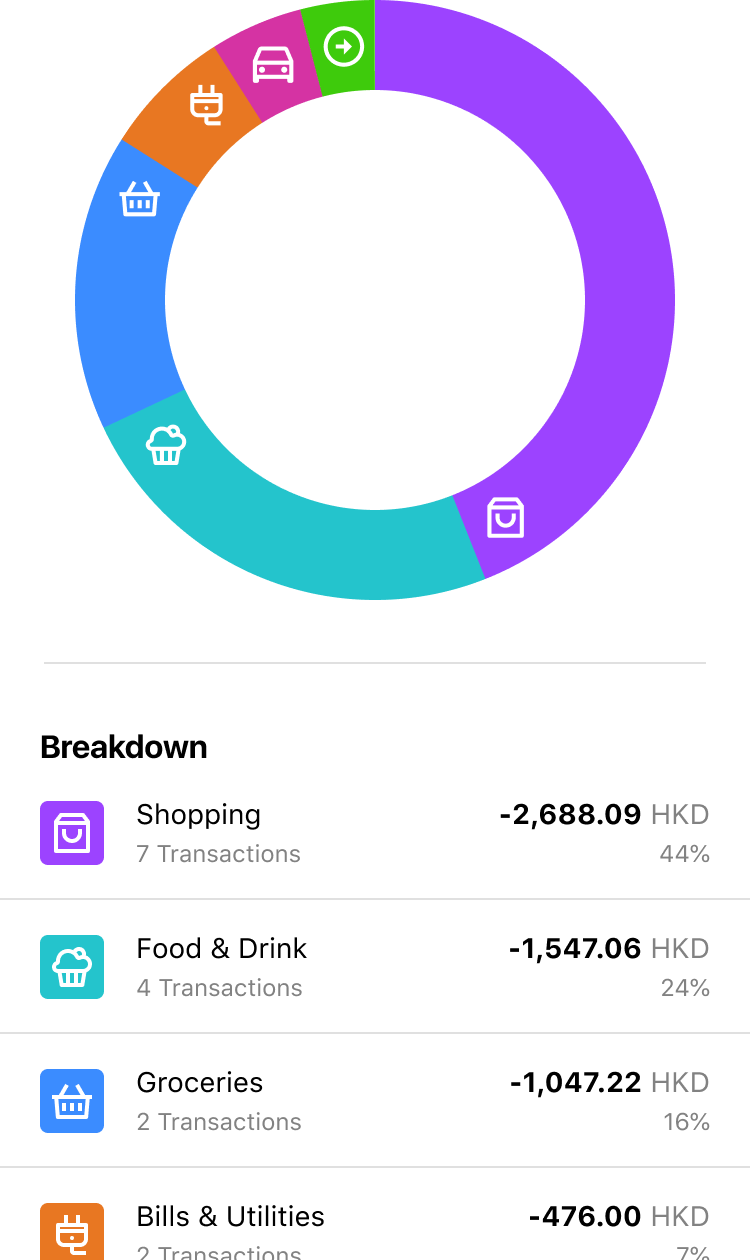 Breakdown
Shopping -2,688.09 HKD
7 Transactions 44%
Food & Drink -1,547.06 HKD
4 Transactions 24%
Groceries -1,047.22 HKD
2 Transactions 16%
Bills & Utilities -476.00 HKD
2 Transactions 7%